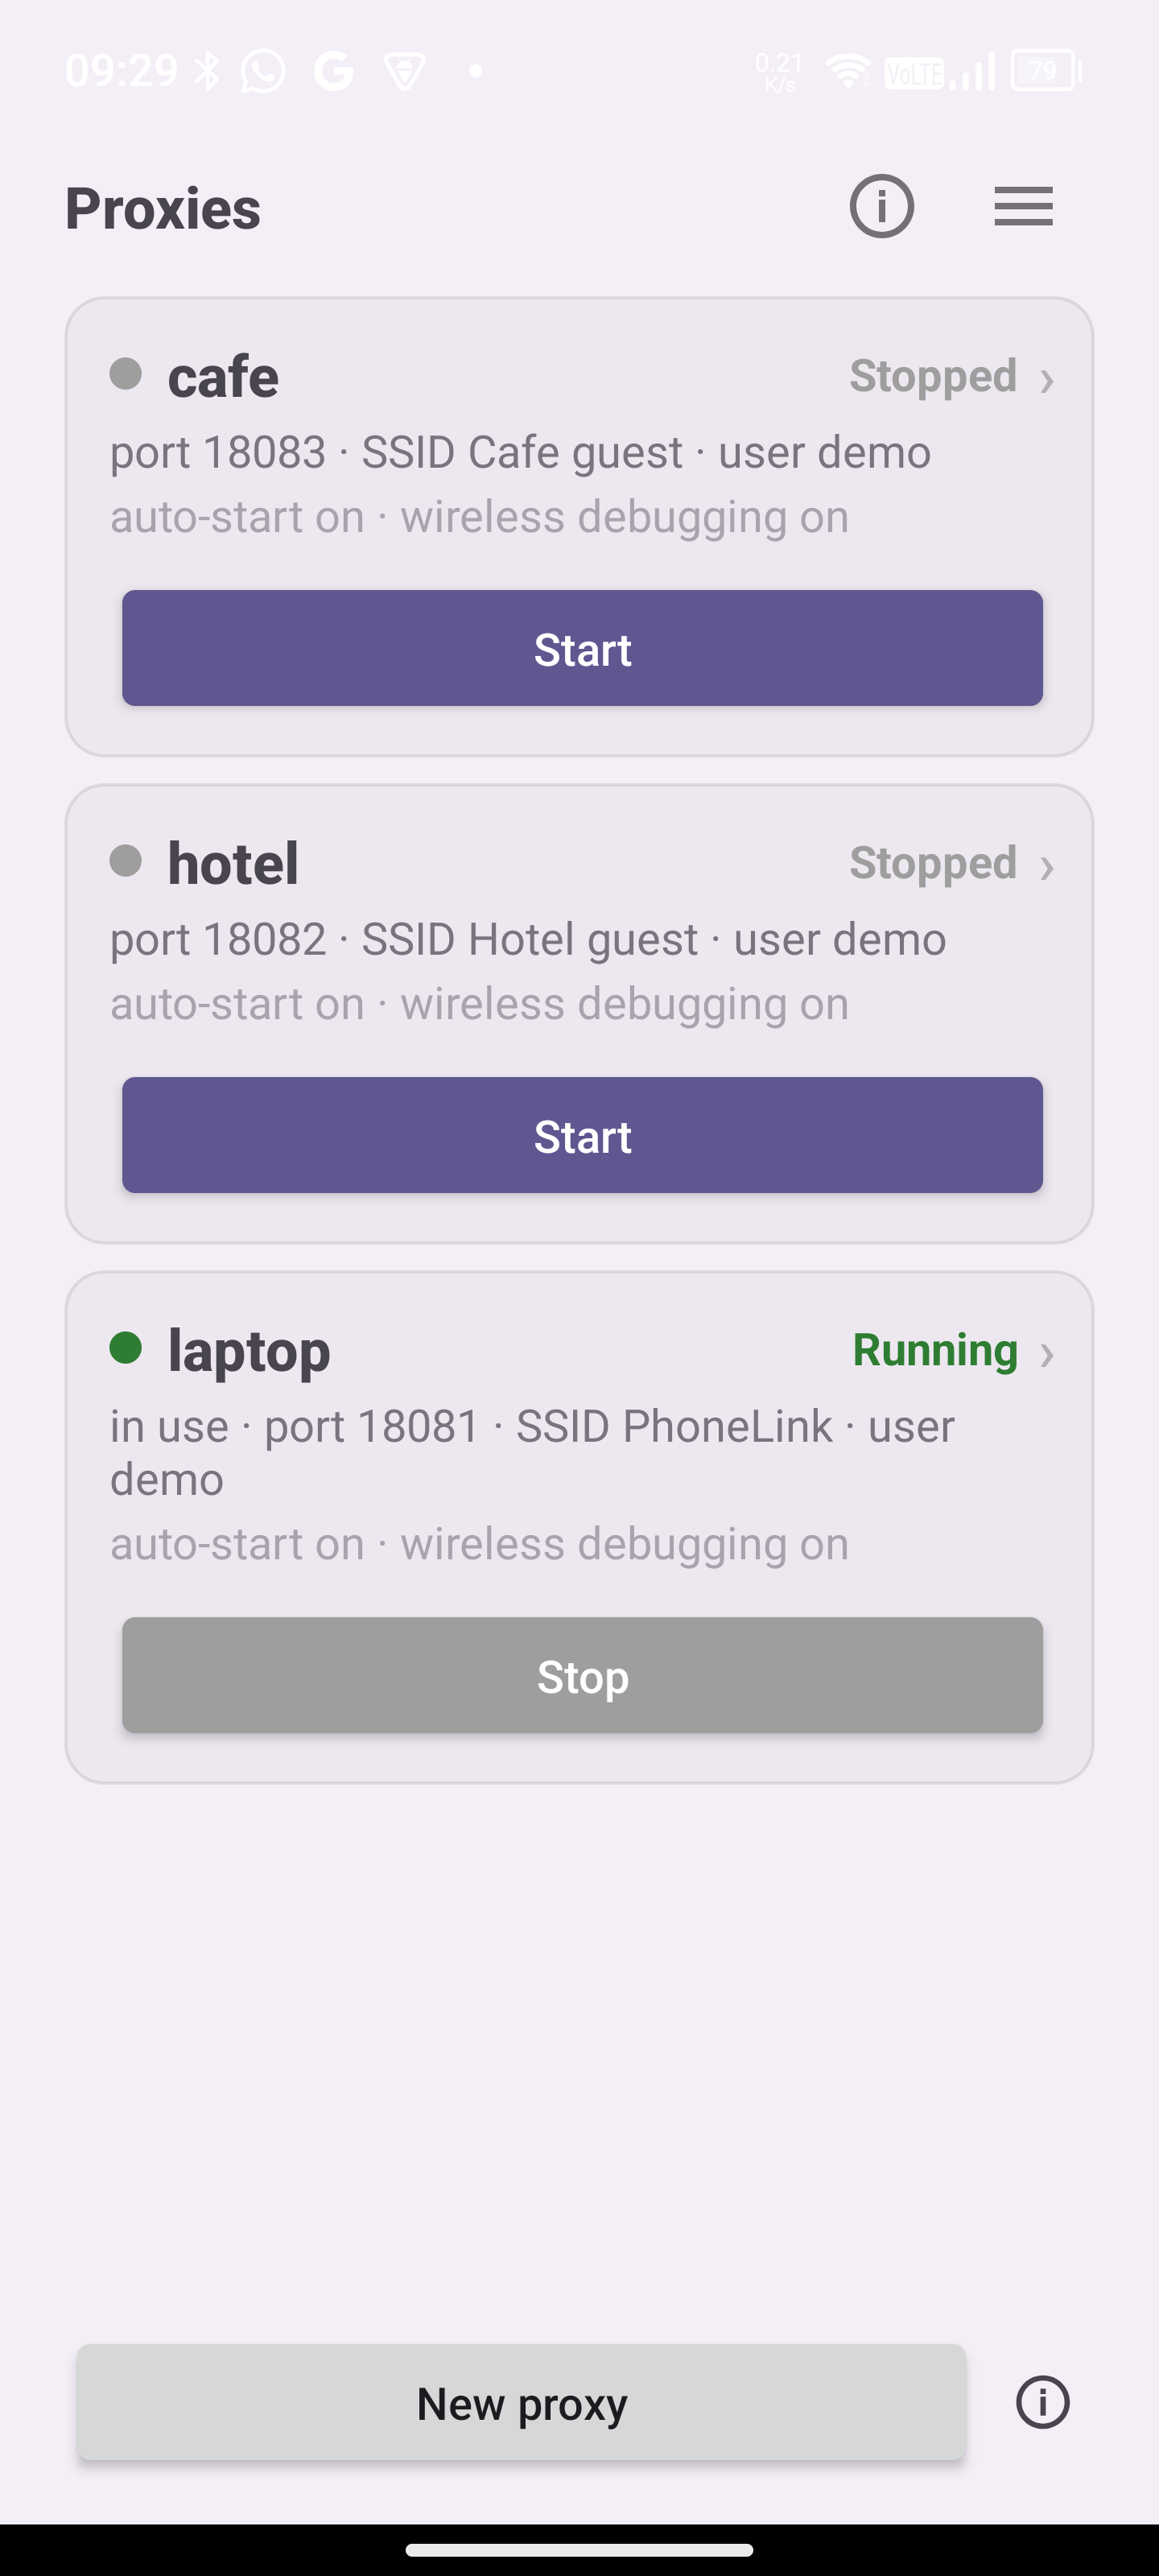 09:29
0.21 K/s
VoLTE
79
Proxies
cafe
Stopped
port 18083 · SSID Cafe guest · user demo
auto-start on · wireless debugging on
Start
hotel
Stopped
port 18082 · SSID Hotel guest · user demo
auto-start on · wireless debugging on
Start
laptop
Running
in use · port 18081 · SSID PhoneLink · user
demo
auto-start on · wireless debugging on
Stop
New proxy